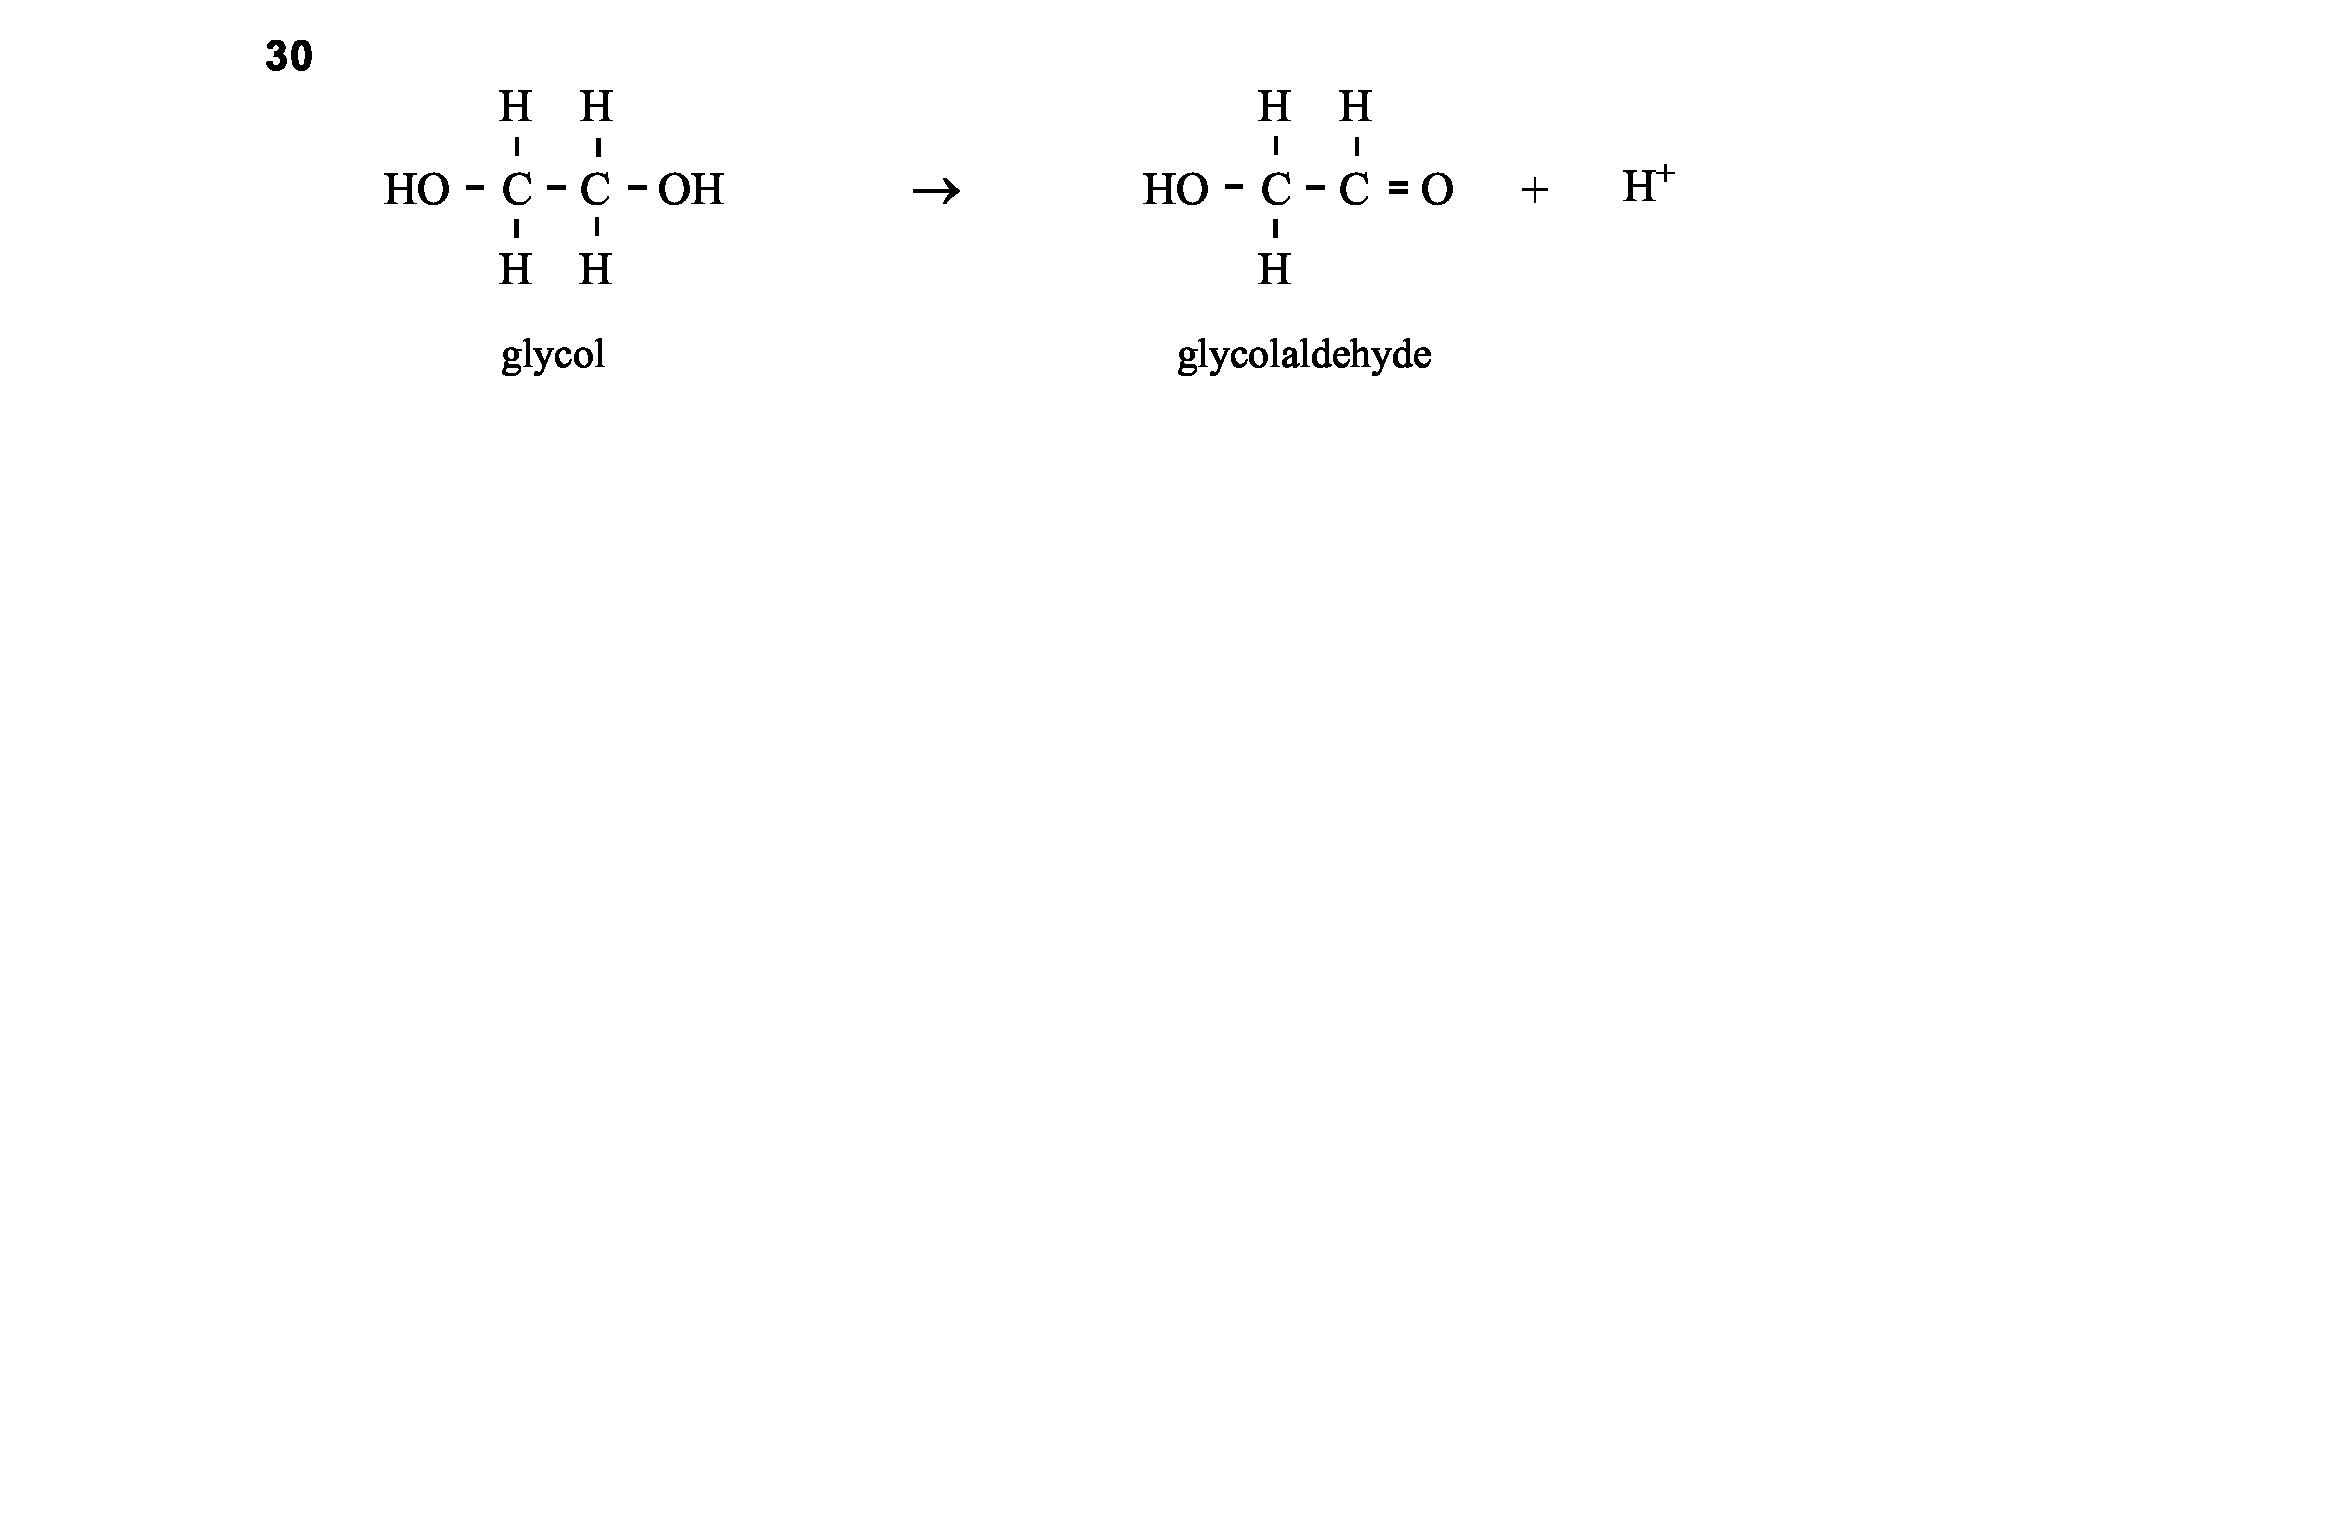 30
H H H H
HO - C - C - OH → HO - C - C = O + H⁺
H H H
glycol glycolaldehyde